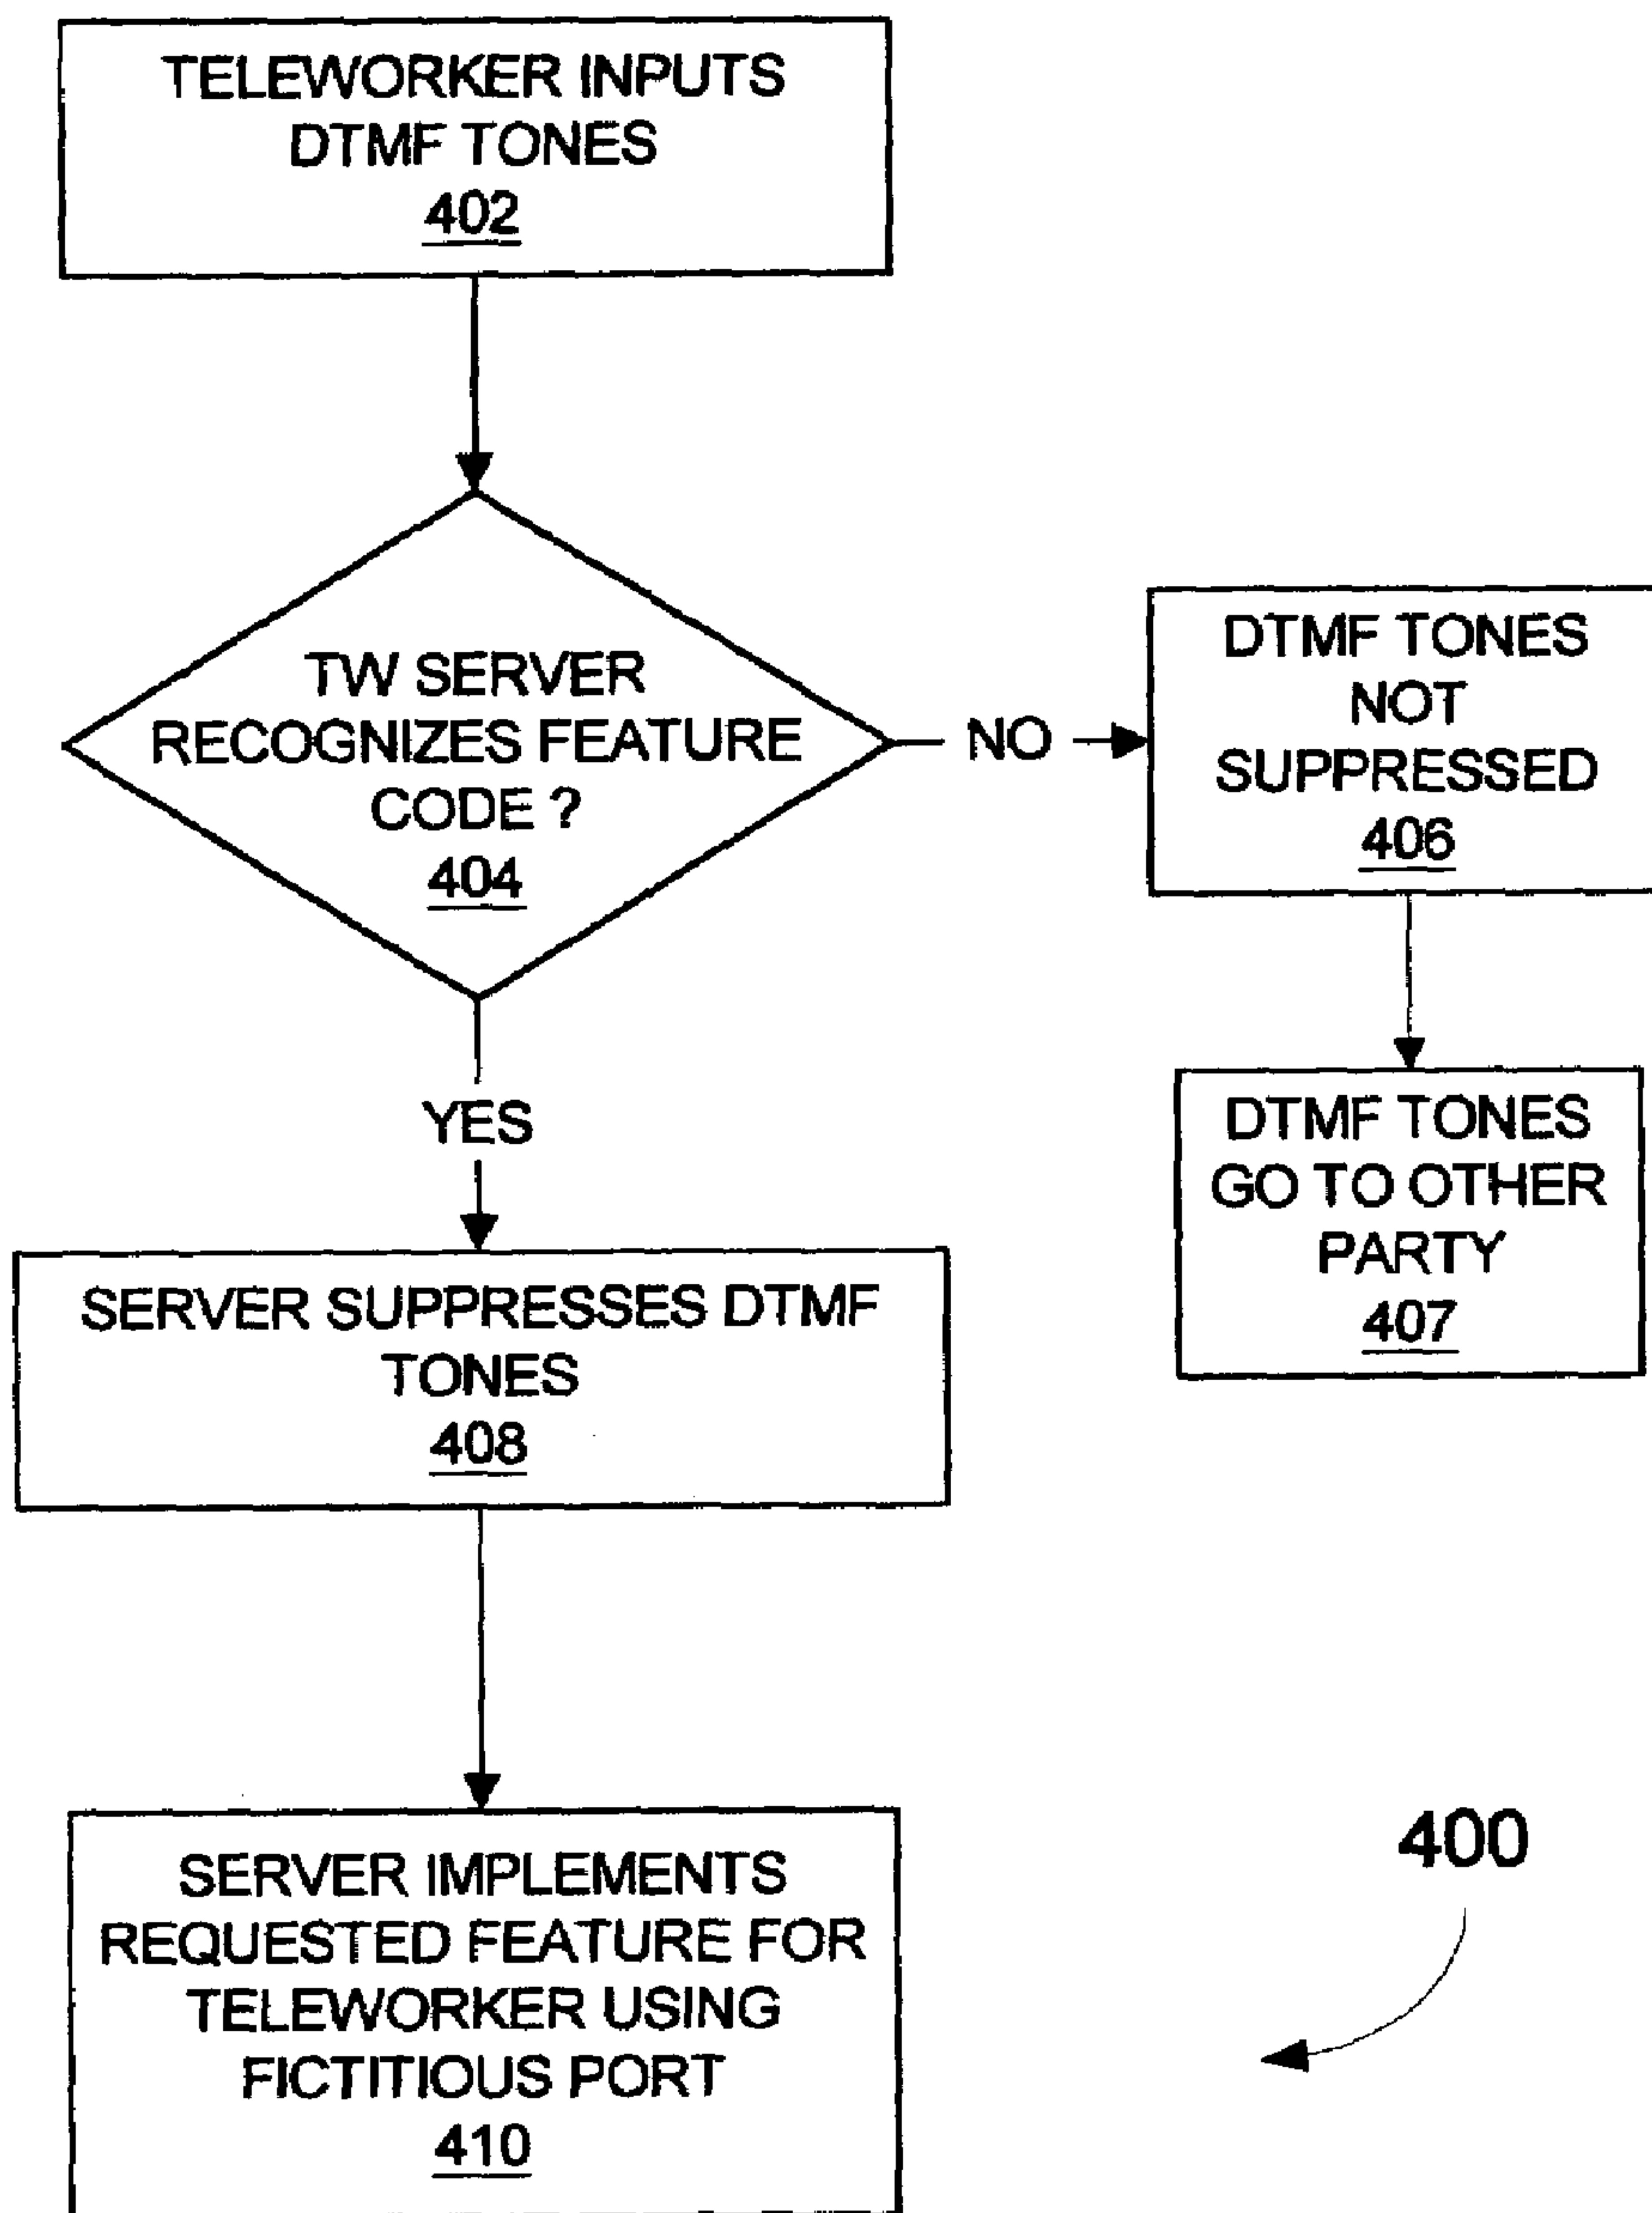 TELEWORKER INPUTS
DTMF TONES
402
TW SERVER
RECOGNIZES FEATURE
CODE ?
404
NO
DTMF TONES
NOT
SUPPRESSED
406
DTMF TONES
GO TO OTHER
PARTY
407
YES
SERVER SUPPRESSES DTMF
TONES
408
SERVER IMPLEMENTS
REQUESTED FEATURE FOR
TELEWORKER USING
FICTITIOUS PORT
410
400